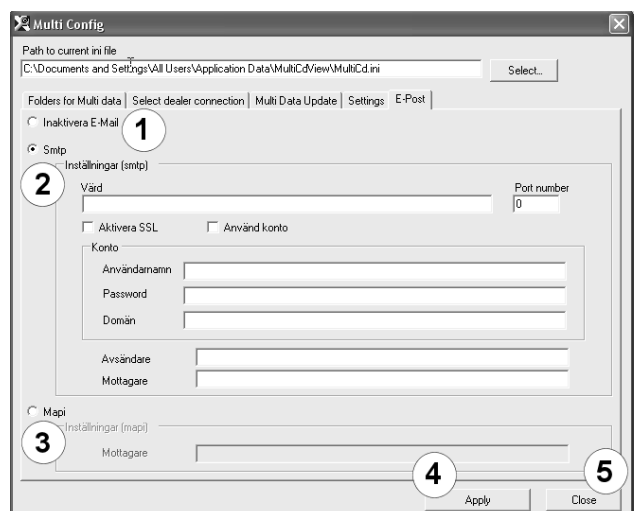 Multi Config
Path to current ini file
C:\Documents and Settings\All Users\Application Data\MultiCdView\MultiCd.ini
Select...
Folders for Multi data Select dealer connection Multi Data Update Settings E-Post
Inaktivera E-Mail
1
Smtp
Inställningar (smtp)
2
Värd Port number
0
Aktivera SSL Använd konto
Konto
Användarnamn
Password
Domän
Avsändare
Mottagare
Mapi
Inställningar (mapi)
3
Mottagare
4
5
Apply Close